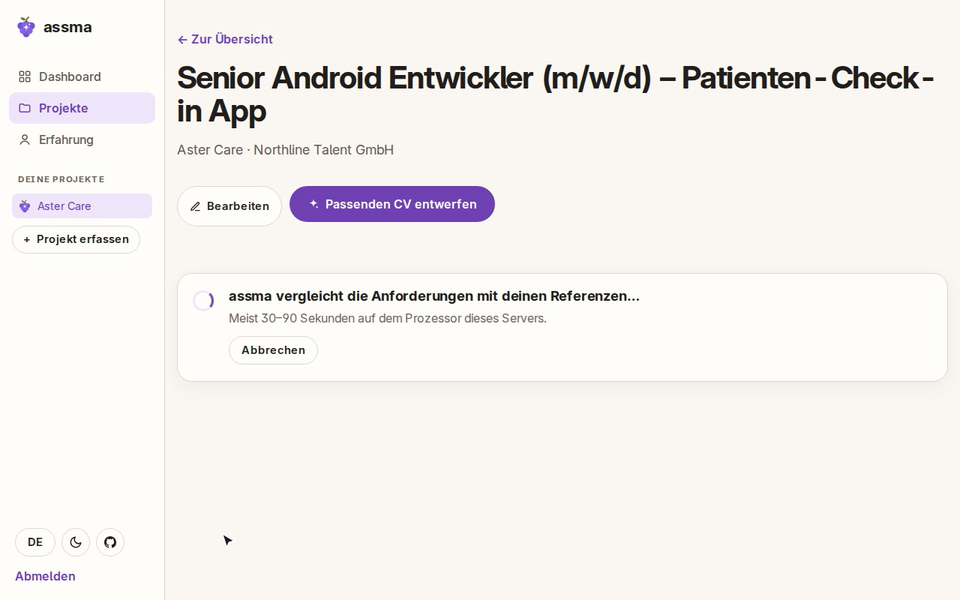 assma
Dashboard
Projekte
Erfahrung
DEINE PROJEKTE
Aster Care
+ Projekt erfassen
DE
Abmelden
← Zur Übersicht
Senior Android Entwickler (m/w/d) – Patienten-Check-
in App
Aster Care · Northline Talent GmbH
Bearbeiten
Passenden CV entwerfen
assma vergleicht die Anforderungen mit deinen Referenzen…
Meist 30–90 Sekunden auf dem Prozessor dieses Servers.
Abbrechen